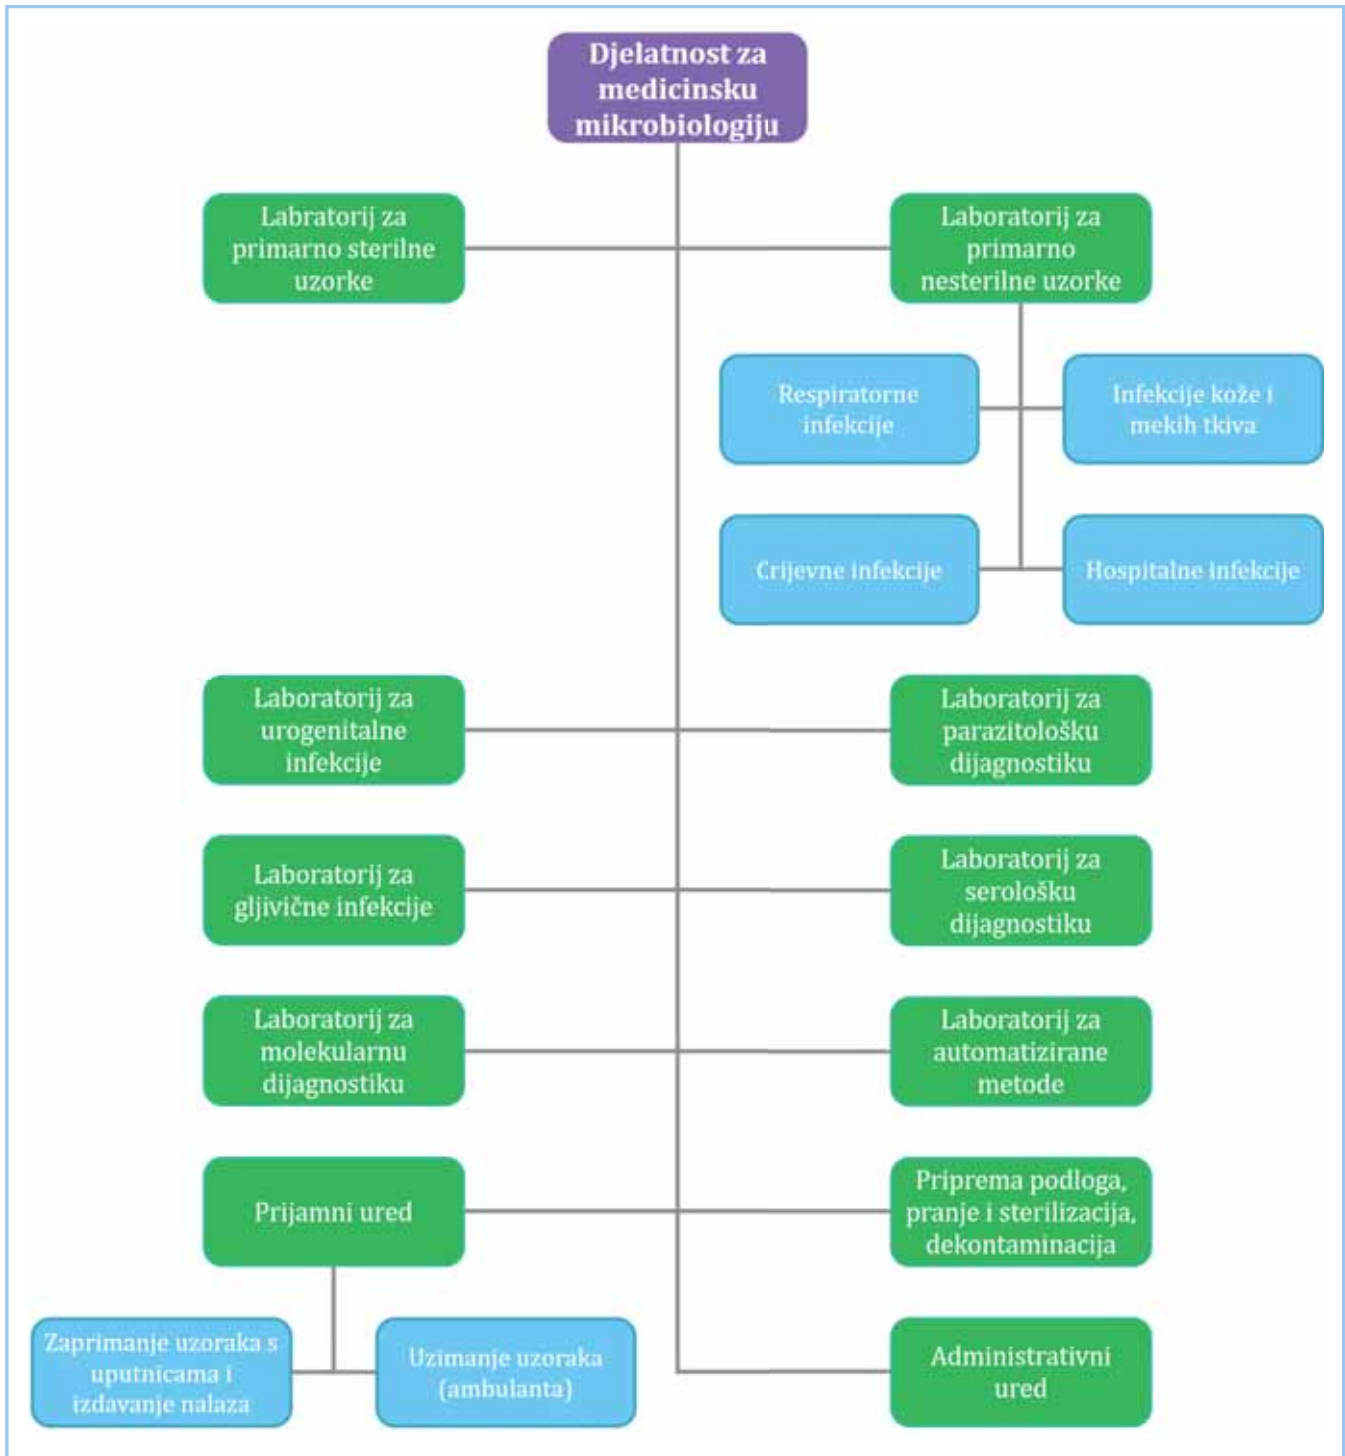 Djelatnost za
medicinsku
mikrobiologiju
Labratorij za
primarno sterilne
uzorke
Laboratorij za
primarno
nesterilne uzorke
Respiratorne
infekcije
Infekcije kože i
mekih tkiva
Crijevne infekcije
Hospitalne infekcije
Laboratorij za
urogenitalne
infekcije
Laboratorij za
parazitološku
dijagnostiku
Laboratorij za
gljivične infekcije
Laboratorij za
serološku
dijagnostiku
Laboratorij za
molekularnu
dijagnostiku
Laboratorij za
automatizirane
metode
Prijamni ured
Priprema podloga,
pranje i sterilizacija,
dekontaminacija
Zaprimanje uzoraka s
uputnicama i
izdavanje nalaza
Uzimanje uzoraka
(ambulanta)
Administrativni
ured